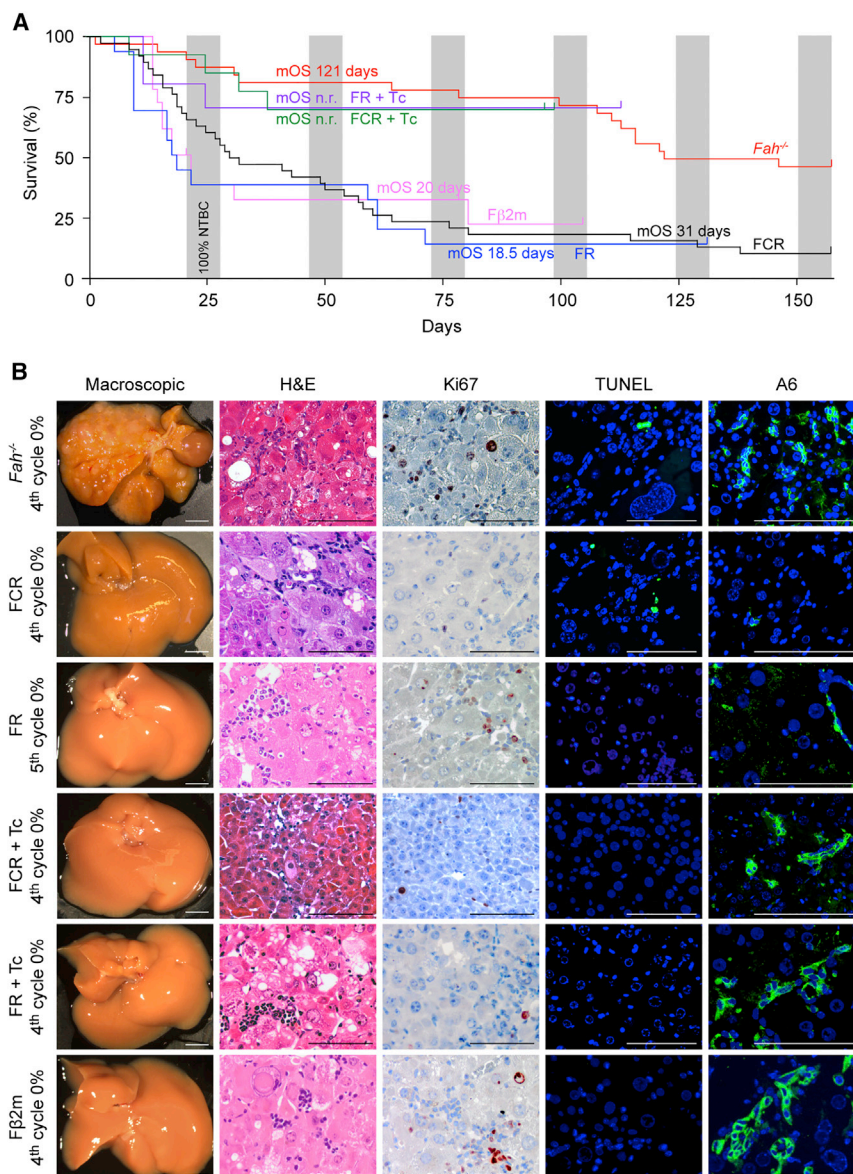 A
100
75
50
25
0
Survival (%)
100% NTBC
mOS 121 days
mOS n.r. FR + Tc
mOS n.r. FCR + Tc
Fah-/-
mOS 20 days
Fβ2m
mOS 31 days
FCR
mOS 18.5 days FR
0 25 50 75 100 125 150
Days
B
Macroscopic H&E Ki67 TUNEL A6
Fah-/-
4th cycle 0%
FCR
4th cycle 0%
FR
5th cycle 0%
FCR + Tc
4th cycle 0%
FR + Tc
4th cycle 0%
Fβ2m
4th cycle 0%